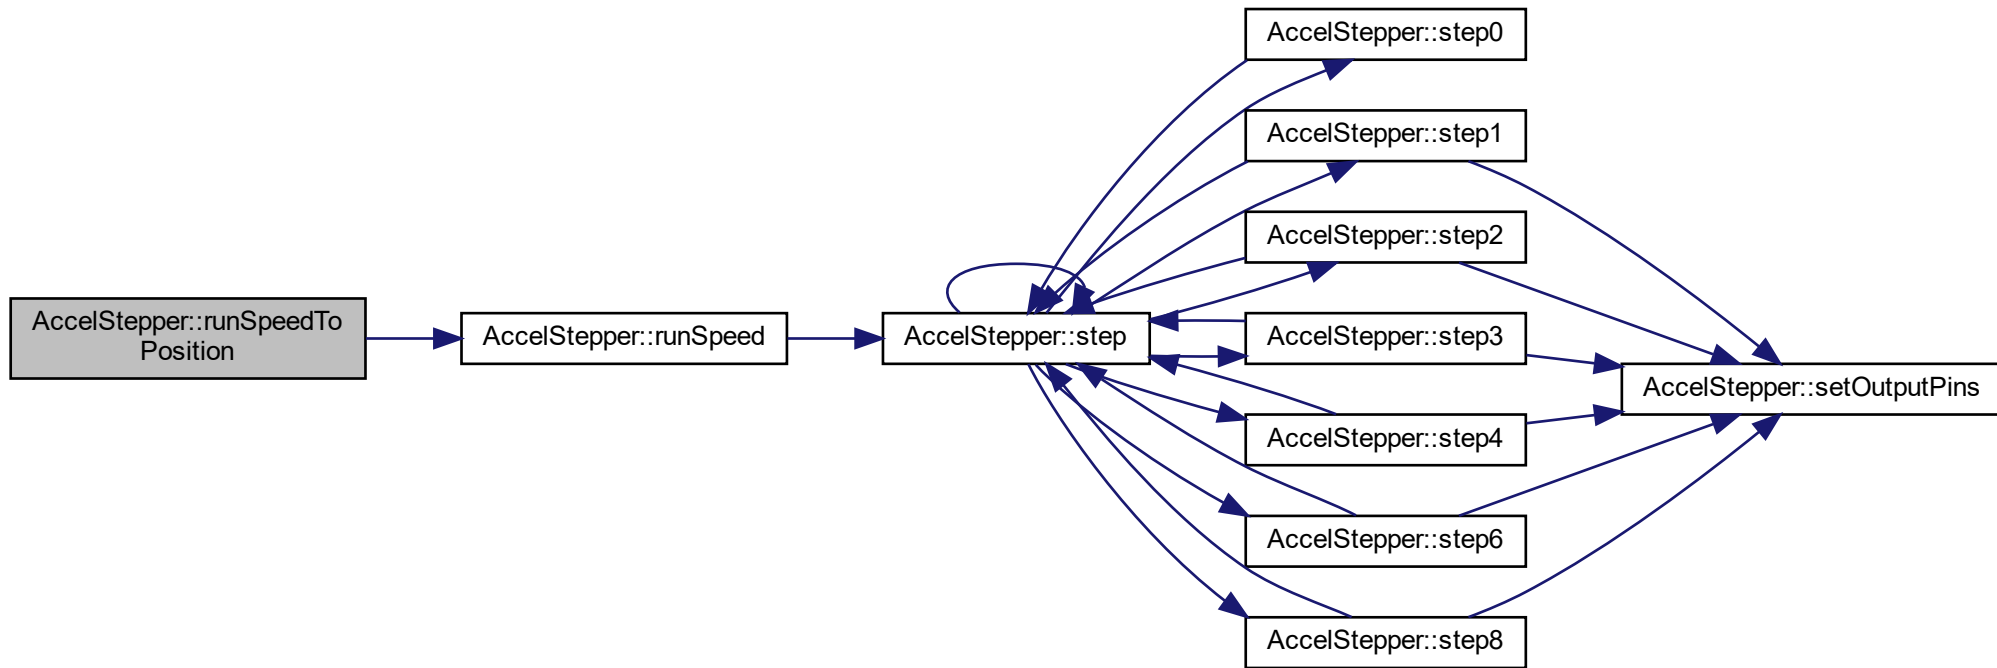 AccelStepper::runSpeedTo
Position
AccelStepper::runSpeed
AccelStepper::step
AccelStepper::step0
AccelStepper::step1
AccelStepper::step2
AccelStepper::step3
AccelStepper::step4
AccelStepper::step6
AccelStepper::step8
AccelStepper::setOutputPins